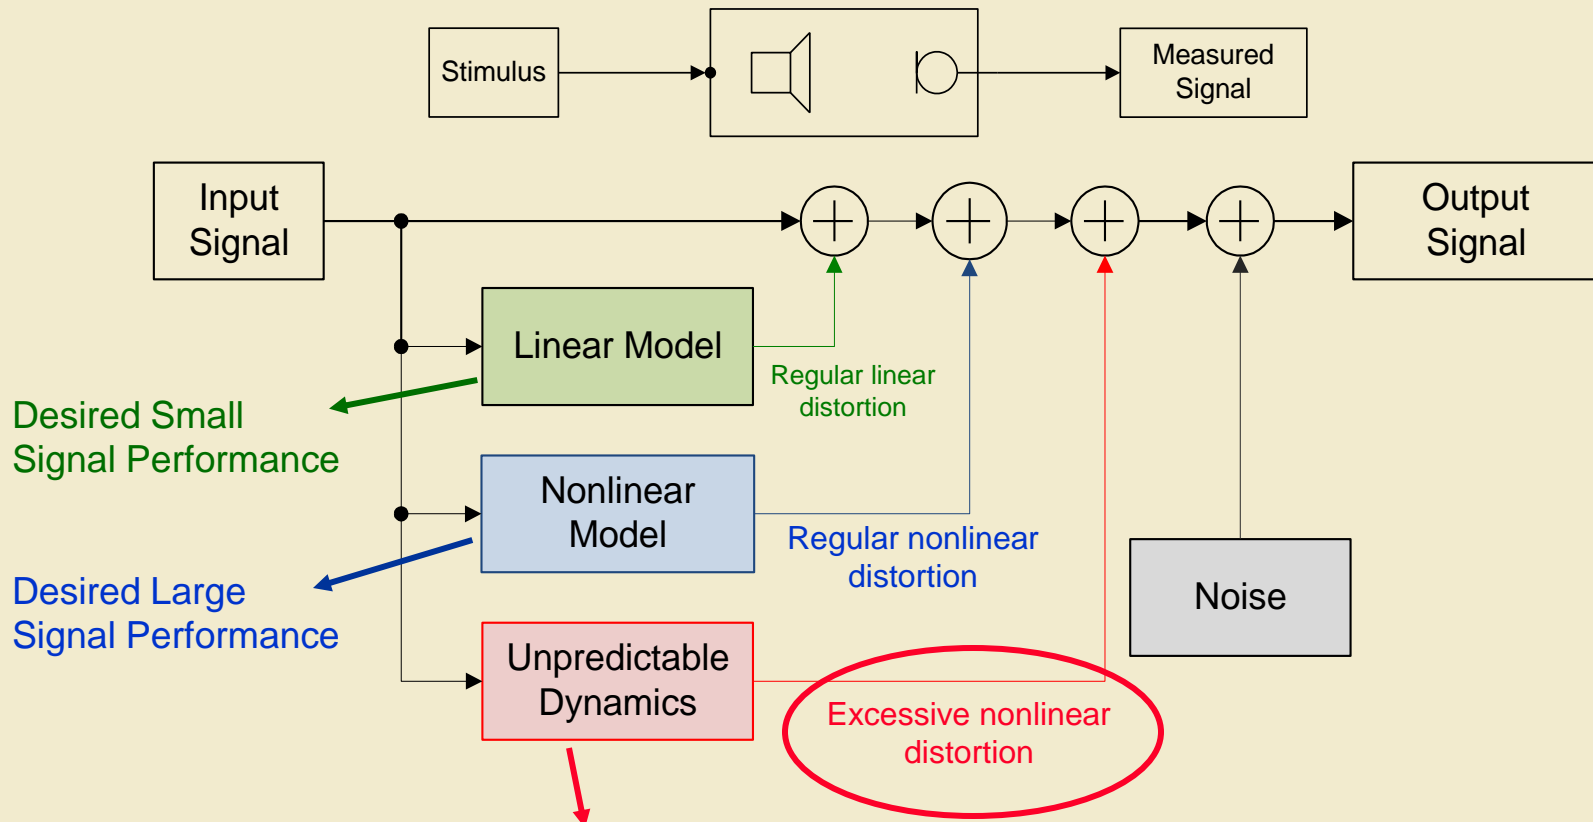 Stimulus
Measured
Signal
Input
Signal
Output
Signal
Linear Model
Regular linear
distortion
Desired Small
Signal Performance
Nonlinear
Model
Regular nonlinear
distortion
Desired Large
Signal Performance
Noise
Unpredictable
Dynamics
Excessive nonlinear
distortion